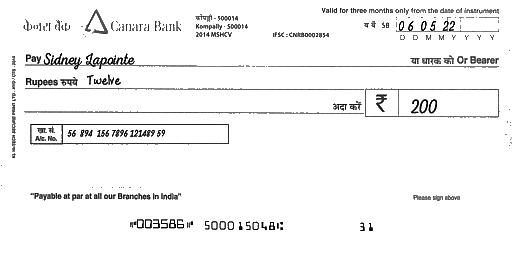 केनरा बैंक Canara Bank
कोंपल्ली - 500014
Kompally - 500014
2014 MSHCV
IFSC : CNRB0002854
Valid for three months only from the date of instrument
SB 06 05 22
D D M M Y Y Y Y
Pay Sidney Lapointe या धारक को Or Bearer
Rupees रुपये Twelve
अदा करें ₹ 200
खा. सं.
A/c. No. 56 894 156 7896 121489 59
"Payable at par at all our Branches in India"
Please sign above
⑈003586⑈ 500015048⑆ 31